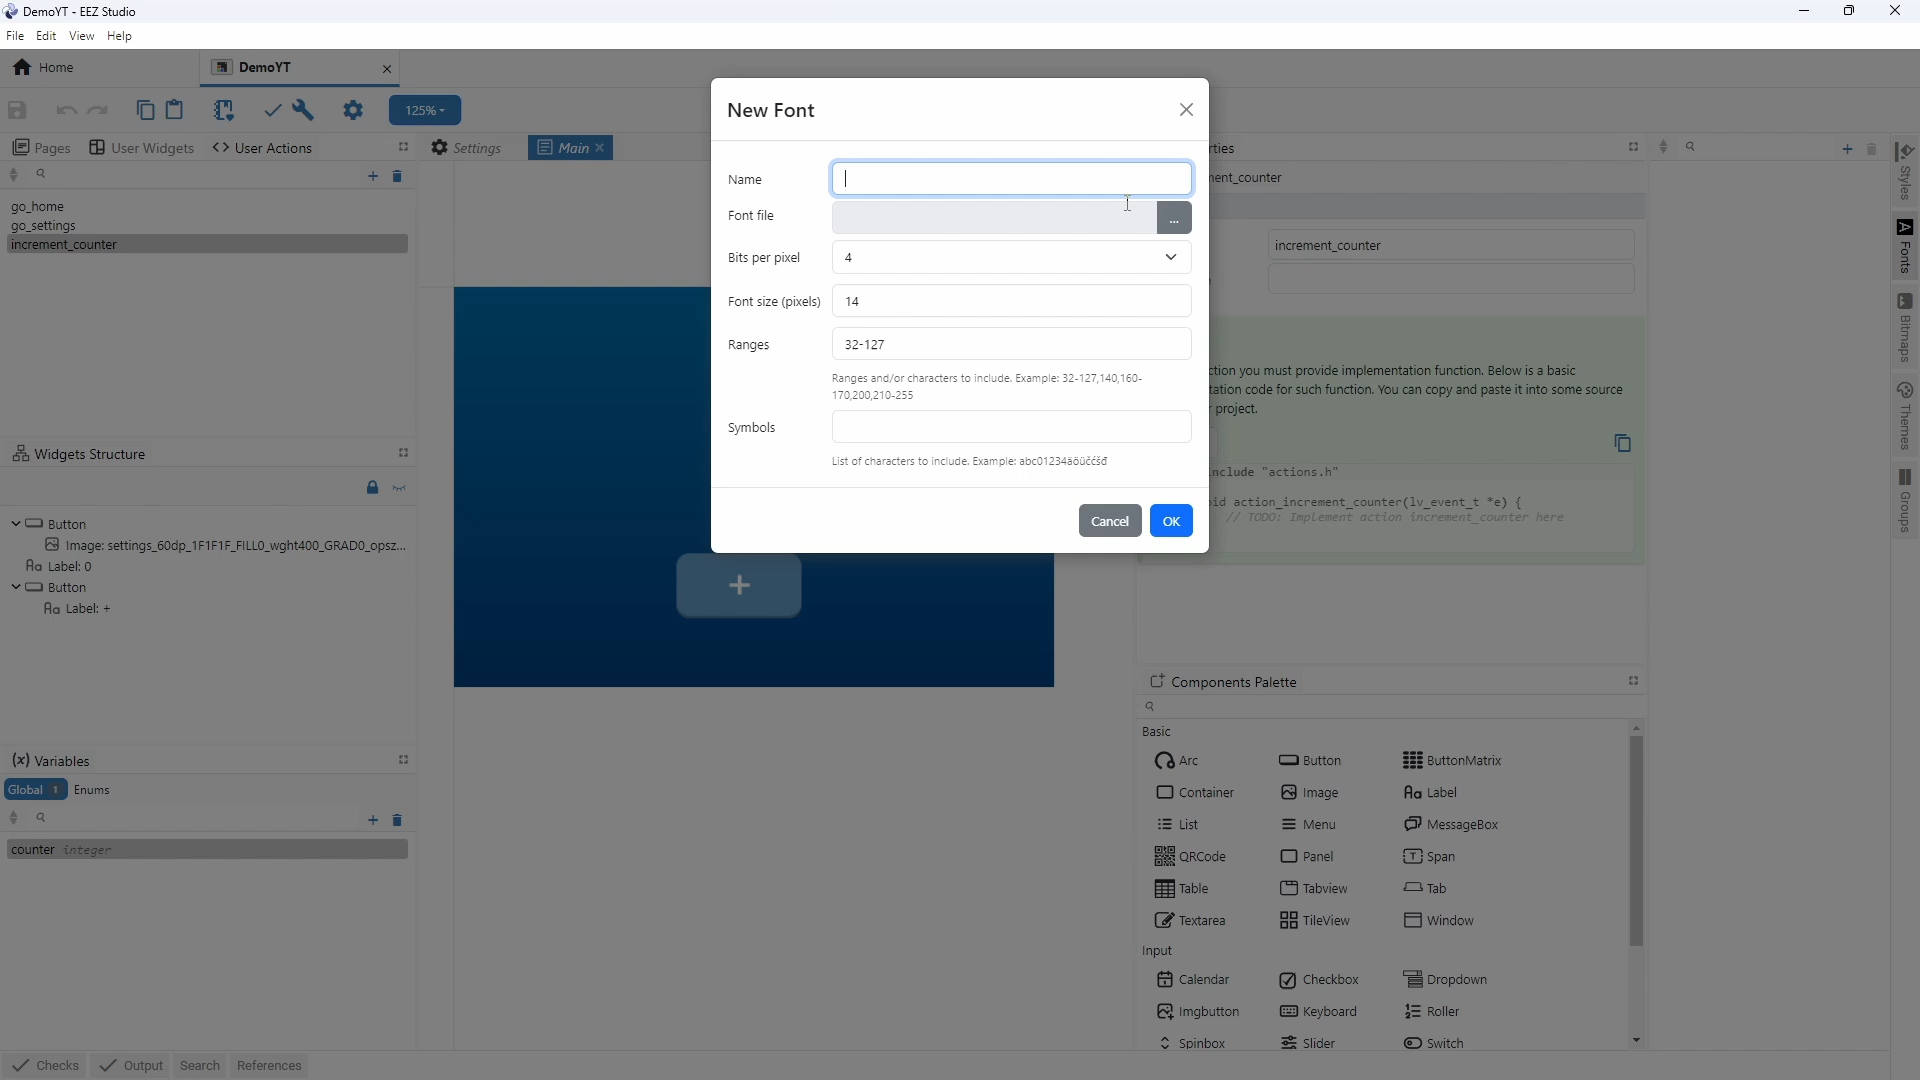 DemoYT - EEZ Studio
File Edit View Help
Home DemoYT
125%
Pages User Widgets User Actions
Settings Main
go_home
go_settings
increment_counter
New Font
Name
Font file ...
Bits per pixel 4
Font size (pixels) 14
Ranges 32-127
Ranges and/or characters to include. Example: 32-127,140,160-
170,200,210-255
Symbols
List of characters to include. Example: abc01234äöüčćšđ
Cancel OK
rties
ent_counter
increment_counter
ction you must provide implementation function. Below is a basic
tation code for such function. You can copy and paste it into some source
project.
nclude "actions.h"
id action_increment_counter(lv_event_t *e) {
// TODO: Implement action increment_counter here
Styles
Fonts
Bitmaps
Themes
Groups
Widgets Structure
Button
Image: settings_60dp_1F1F1F_FILL0_wght400_GRAD0_opsz...
Label: 0
Button
Label: +
+
Variables
Global 1 Enums
counter integer
Components Palette
Basic
Arc Button ButtonMatrix
Container Image Label
List Menu MessageBox
QRCode Panel Span
Table Tabview Tab
Textarea TileView Window
Input
Calendar Checkbox Dropdown
Imgbutton Keyboard Roller
Spinbox Slider Switch
Checks Output Search References